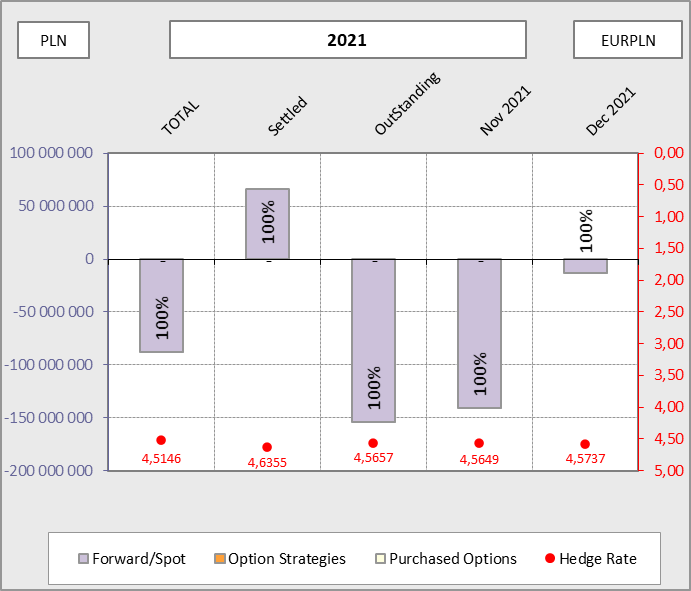 PLN
2021
EURPLN
TOTAL
Settled
OutStanding
Nov 2021
Dec 2021
100 000 000
50 000 000
0
-50 000 000
-100 000 000
-150 000 000
-200 000 000
100%
100%
100%
100%
100%
4,5146
4,6355
4,5657
4,5649
4,5737
0,00
0,50
1,00
1,50
2,00
2,50
3,00
3,50
4,00
4,50
5,00
Forward/Spot
Option Strategies
Purchased Options
Hedge Rate